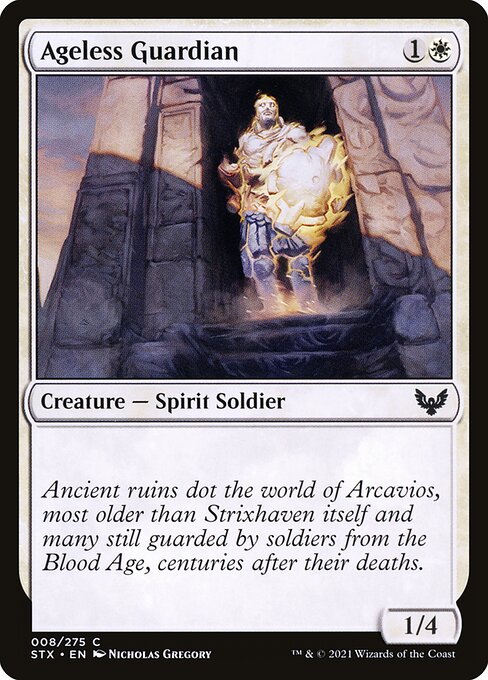 Ageless Guardian 1
Creature — Spirit Soldier
Ancient ruins dot the world of Arcavios,
most older than Strixhaven itself and
many still guarded by soldiers from the
Blood Age, centuries after their deaths.
1/4
008/275 C
STX • EN Nicholas Gregory
™ & © 2021 Wizards of the Coast